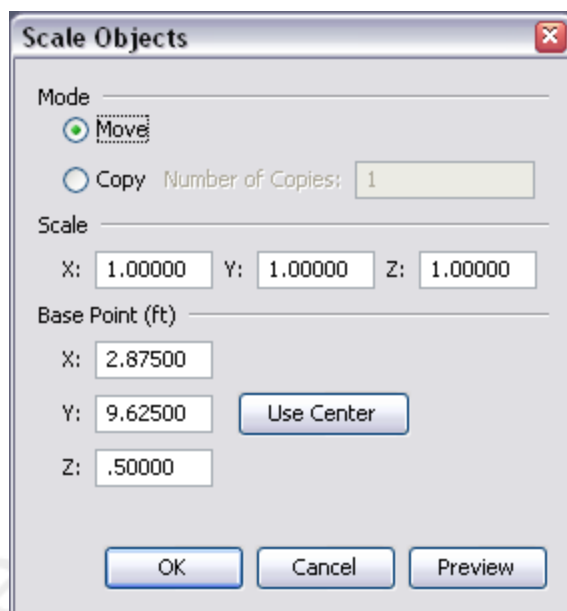 Scale Objects
Mode
Move
Copy Number of Copies: 1
Scale
X: 1.00000 Y: 1.00000 Z: 1.00000
Base Point (ft)
X: 2.87500
Y: 9.62500 Use Center
Z: .50000
OK Cancel Preview